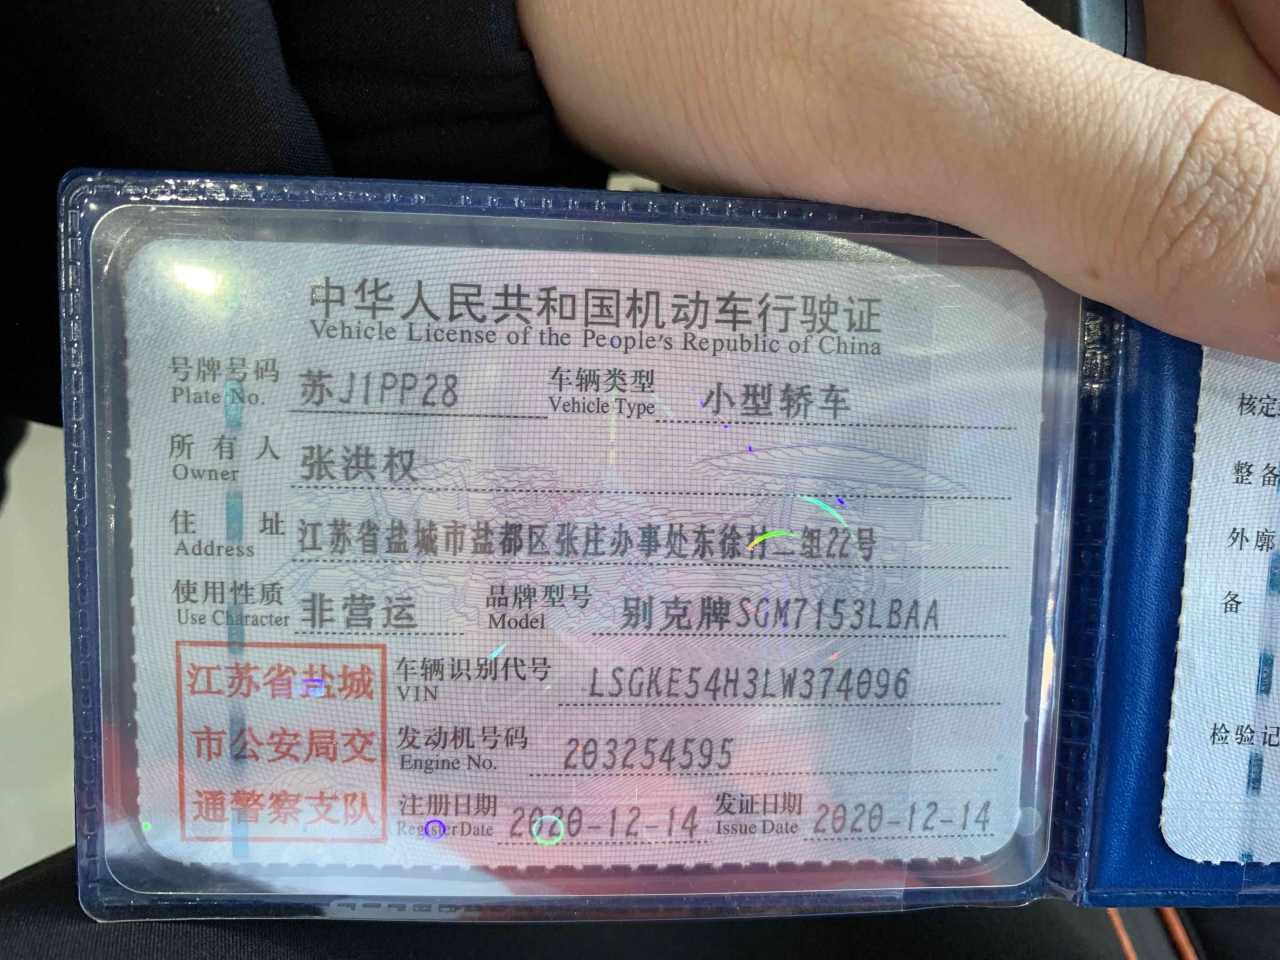 中华人民共和国机动车行驶证
Vehicle License of the People's Republic of China
号牌号码 苏J1PP28 车辆类型 小型轿车
Plate No. Vehicle Type
所有人 张洪权
Owner
住址 江苏省盐城市盐都区张庄办事处东徐村二组22号
Address
使用性质 非营运 品牌型号 别克牌SGM7153LBAA
Use Character Model
江苏省盐城
市公安局交
通警察支队
车辆识别代号 LSGKE54H3LW374096
VIN
发动机号码 203254595
Engine No.
注册日期 2020-12-14 发证日期 2020-12-14
Register Date Issue Date
核定
整备
外廓
备
检验记